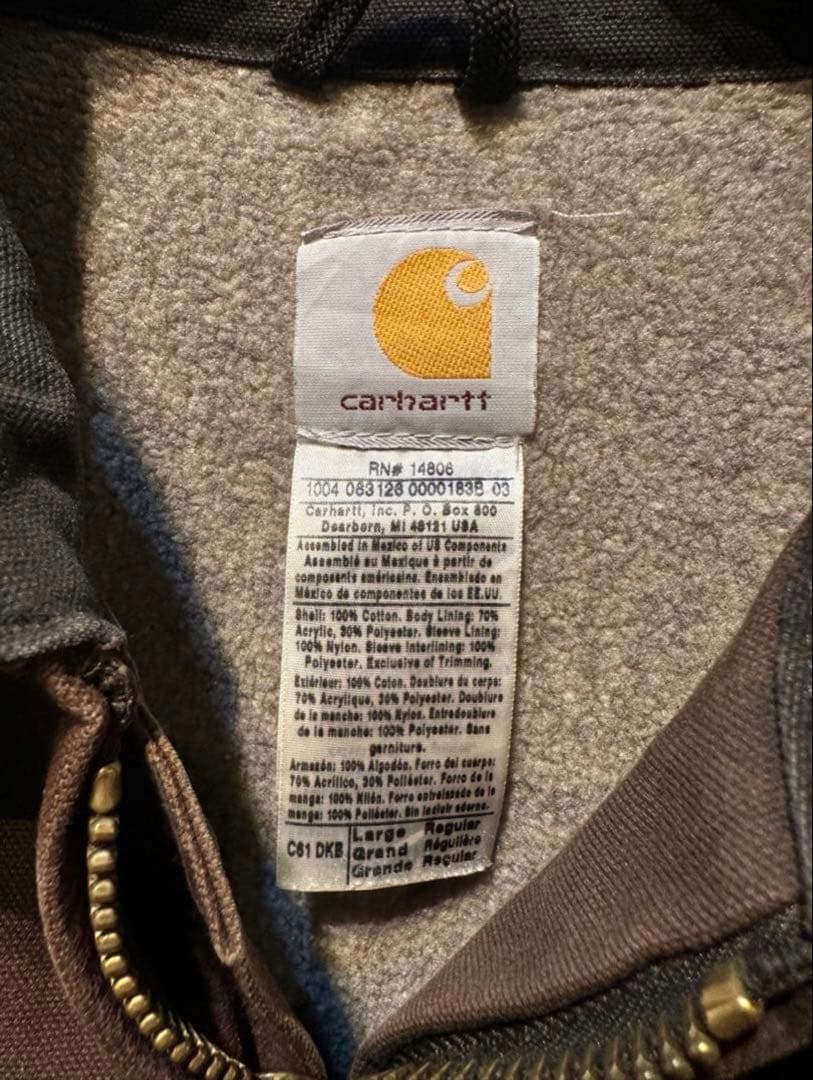 carhartt
RN# 14806
1004 063126 0000183B 03
Carhartt, Inc. P. O. Box 600
Dearborn, MI 48121 USA
Assembled in Mexico of US Components
Assemblé au Mexique à partir de
composants américains. Ensamblado en
México de componentes de los EE.UU.
Shell: 100% Cotton. Body Lining: 70%
Acrylic, 30% Polyester. Sleeve Lining:
100% Nylon. Sleeve Interlining: 100%
Polyester. Exclusive of Trimming.
Extérieur: 100% Coton. Doublure du corps:
70% Acrylique, 30% Polyester. Doublure
de la manche: 100% Nylon. Entredoublure
de la manche: 100% Polyester. Sans
garniture.
Armazón: 100% Algodón. Forro del cuerpo:
70% Acrílico, 30% Poliéster. Forro de la
manga: 100% Nilón. Forro entrelazado de la
manga: 100% Poliéster. Sin incluir adorno.
C61 DKB Large Regular
Grand Régulière
Grande Regular